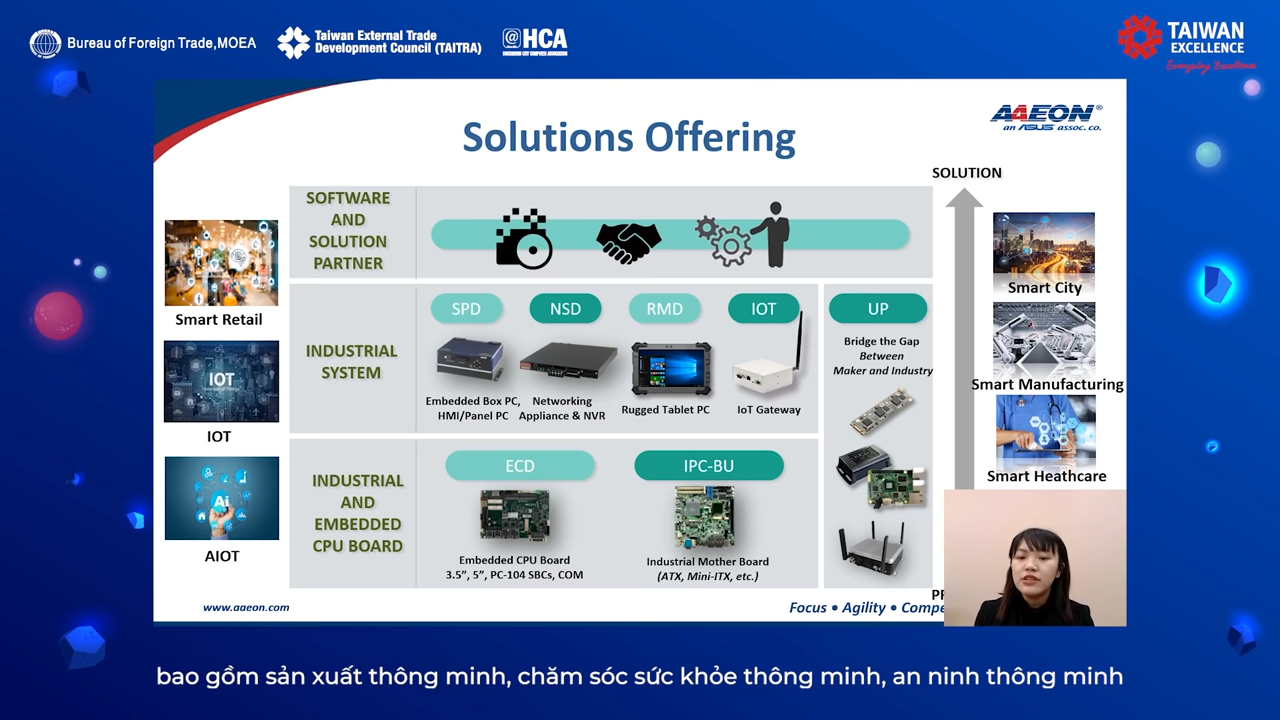 Bureau of Foreign Trade,MOEA
Taiwan External Trade
Development Council (TAITRA)
@HCA
TAIWAN
EXCELLENCE
Everyday Excellence
AAEON®
an ASUS assoc. co.
Solutions Offering
SOLUTION
SOFTWARE
AND
SOLUTION
PARTNER
Smart Retail
IOT
IOT
AIOT
Ai
INDUSTRIAL
SYSTEM
SPD
NSD
RMD
IOT
UP
Embedded Box PC,
HMI/Panel PC
Networking
Appliance & NVR
Rugged Tablet PC
IoT Gateway
Bridge the Gap
Between
Maker and Industry
INDUSTRIAL
AND
EMBEDDED
CPU BOARD
ECD
IPC-BU
Embedded CPU Board
3.5”, 5”, PC-104 SBCs, COM
Industrial Mother Board
(ATX, Mini-ITX, etc.)
Smart City
Smart Manufacturing
Smart Heathcare
www.aaeon.com
Focus • Agility • Compe
bao gồm sản xuất thông minh, chăm sóc sức khỏe thông minh, an ninh thông minh